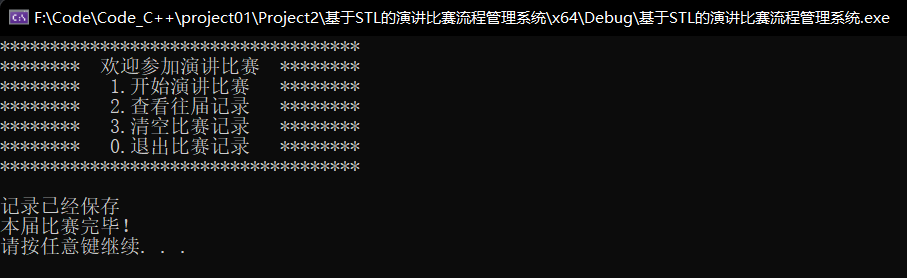 F:\Code\Code_C++\project01\Project2\基于STL的演讲比赛流程管理系统\x64\Debug\基于STL的演讲比赛流程管理系统.exe
************************************
******** 欢迎参加演讲比赛 ********
******** 1.开始演讲比赛 ********
******** 2.查看往届记录 ********
******** 3.清空比赛记录 ********
******** 0.退出比赛记录 ********
************************************
记录已经保存
本届比赛完毕！
请按任意键继续. . .